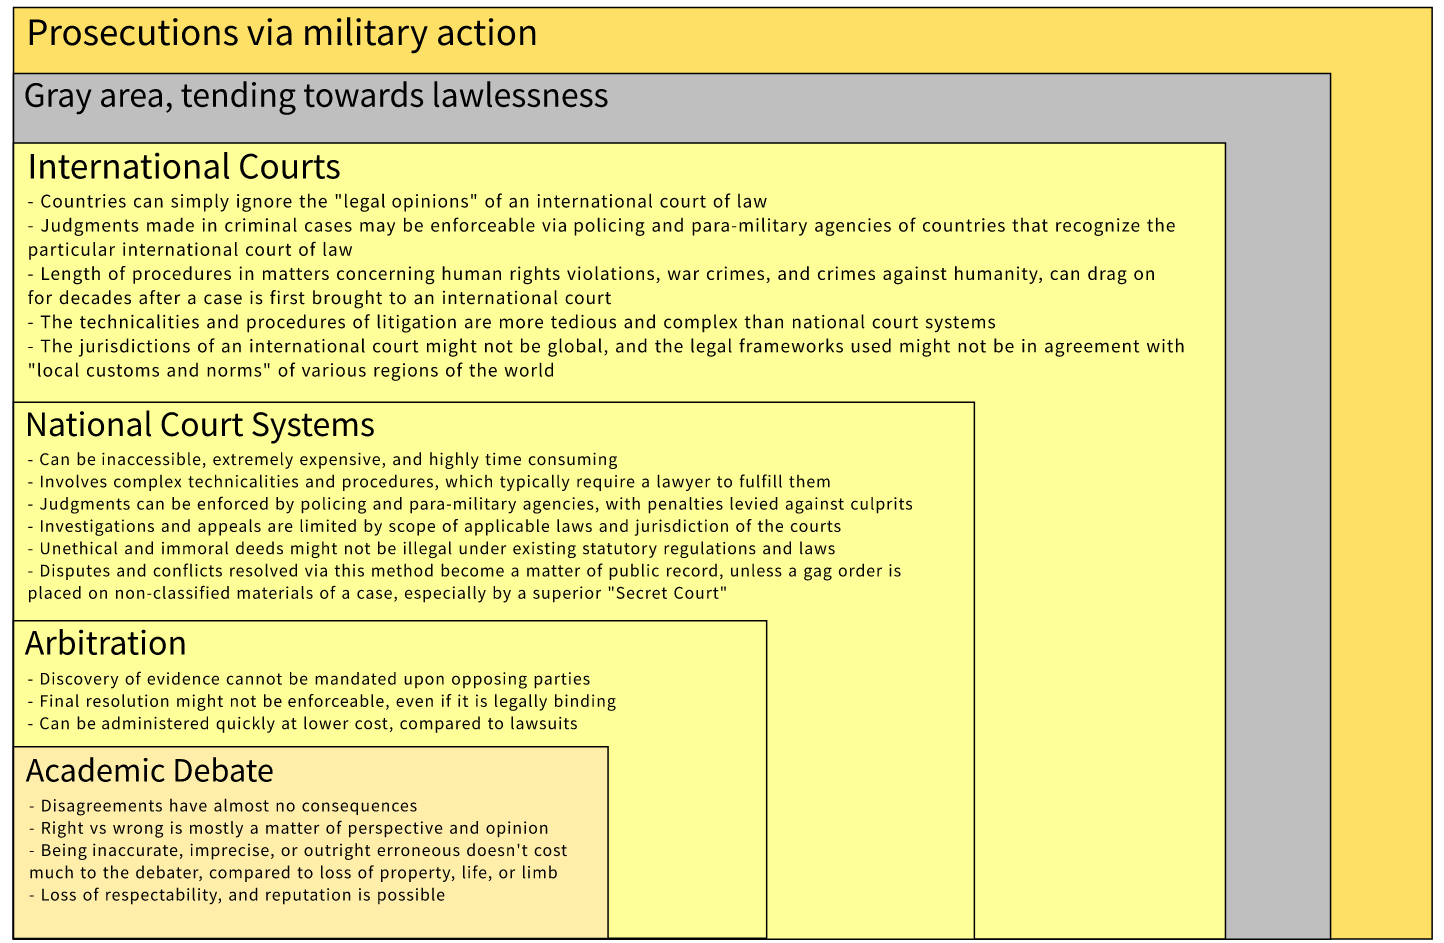 Prosecutions via military action
Gray area, tending towards lawlessness
International Courts
- Countries can simply ignore the "legal opinions" of an international court of law
- Judgments made in criminal cases may be enforceable via policing and para-military agencies of countries that recognize the
particular international court of law
- Length of procedures in matters concerning human rights violations, war crimes, and crimes against humanity, can drag on
for decades after a case is first brought to an international court
- The technicalities and procedures of litigation are more tedious and complex than national court systems
- The jurisdictions of an international court might not be global, and the legal frameworks used might not be in agreement with
"local customs and norms" of various regions of the world
National Court Systems
- Can be inaccessible, extremely expensive, and highly time consuming
- Involves complex technicalities and procedures, which typically require a lawyer to fulfill them
- Judgments can be enforced by policing and para-military agencies, with penalties levied against culprits
- Investigations and appeals are limited by scope of applicable laws and jurisdiction of the courts
- Unethical and immoral deeds might not be illegal under existing statutory regulations and laws
- Disputes and conflicts resolved via this method become a matter of public record, unless a gag order is
placed on non-classified materials of a case, especially by a superior "Secret Court"
Arbitration
- Discovery of evidence cannot be mandated upon opposing parties
- Final resolution might not be enforceable, even if it is legally binding
- Can be administered quickly at lower cost, compared to lawsuits
Academic Debate
- Disagreements have almost no consequences
- Right vs wrong is mostly a matter of perspective and opinion
- Being inaccurate, imprecise, or outright erroneous doesn't cost
much to the debater, compared to loss of property, life, or limb
- Loss of respectability, and reputation is possible